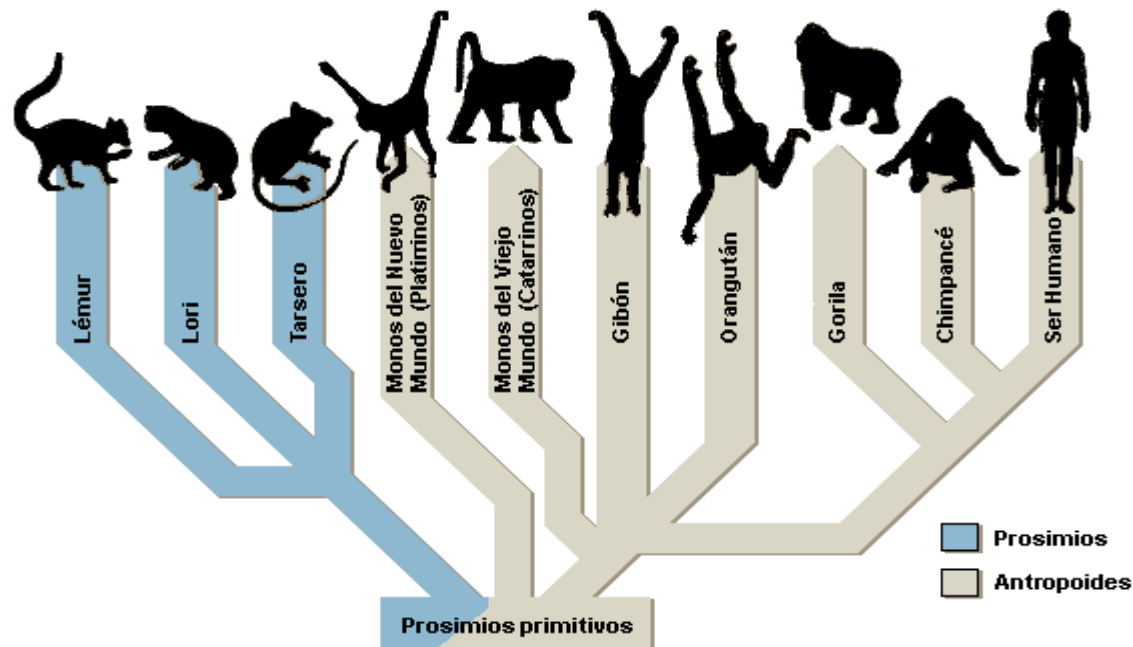 Lémur
Lori
Tarsero
Monos del Nuevo
Mundo (Platirrinos)
Monos del Viejo
Mundo (Catarrinos)
Gibón
Orangután
Gorila
Chimpancé
Ser Humano
Prosimios
Antropoides
Prosimios primitivos